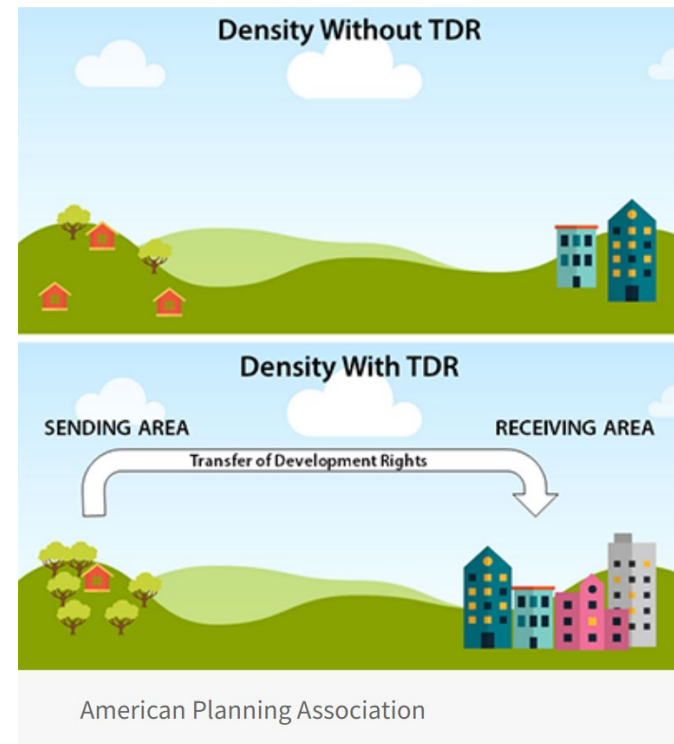 Density Without TDR
Density With TDR
SENDING AREA
RECEIVING AREA
Transfer of Development Rights
American Planning Association